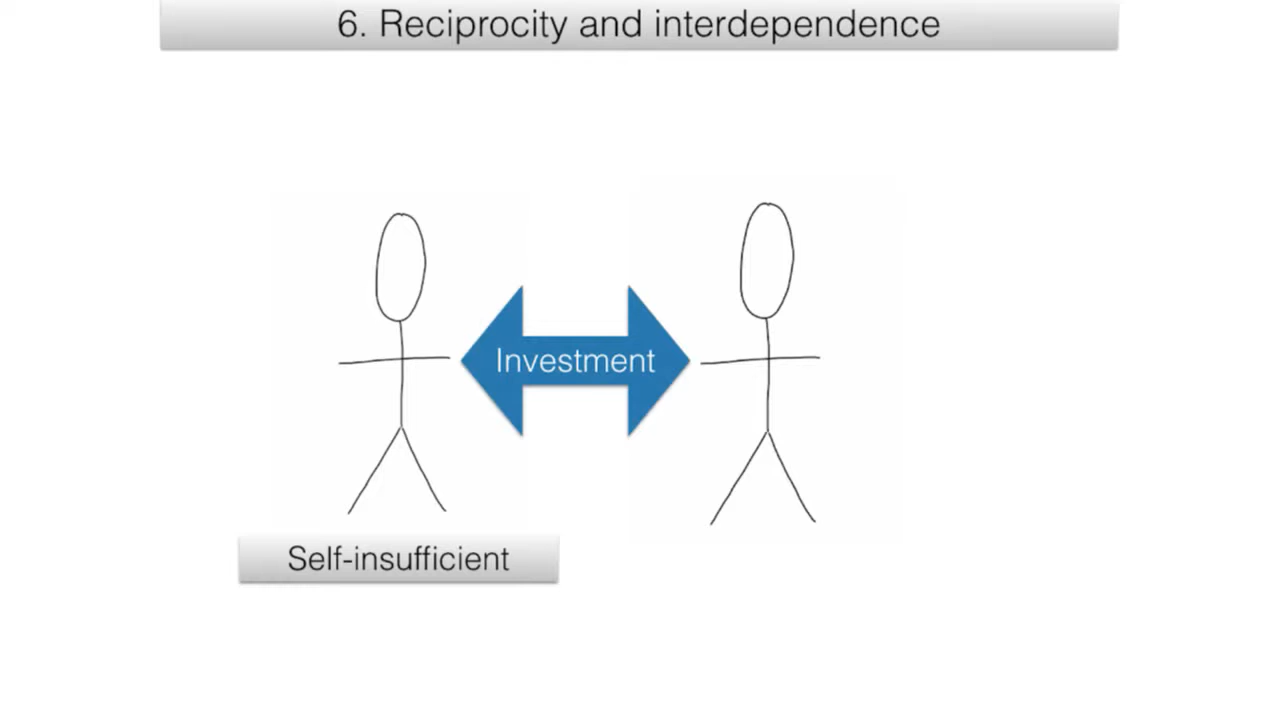 6. Reciprocity and interdependence
Investment
Self-insufficient